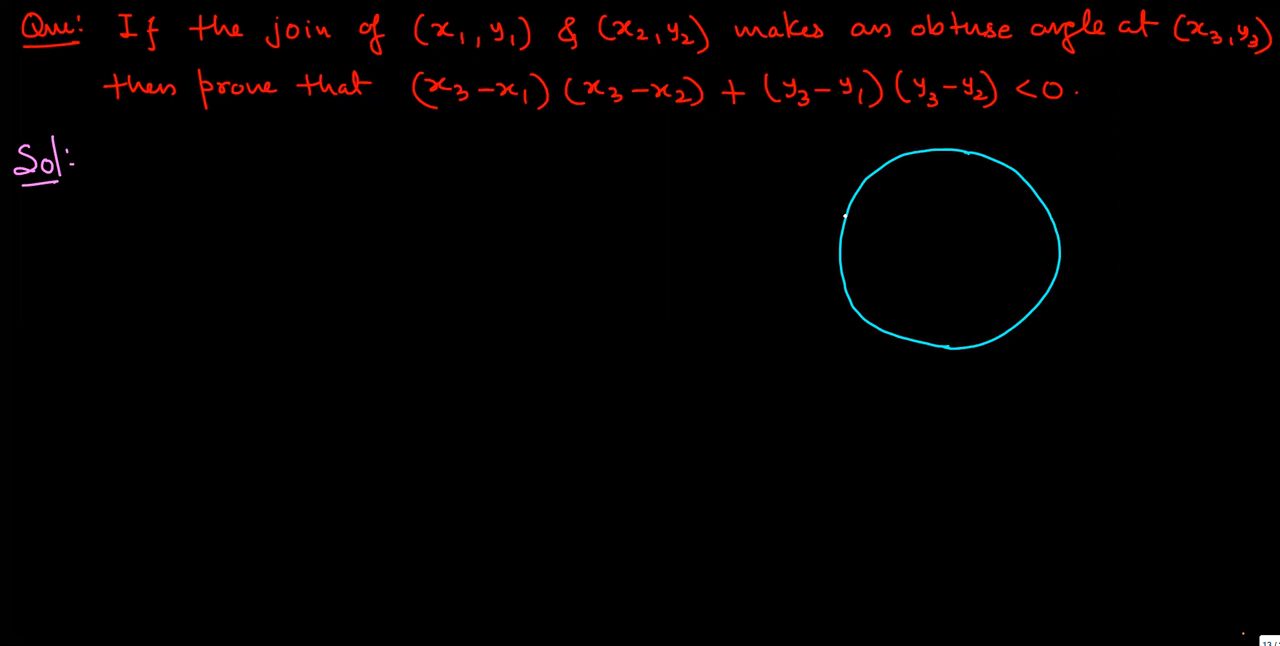 Que: If the join of (x₁, y₁) & (x₂, y₂) makes an obtuse angle at (x₃, y₃)
then prove that (x₃-x₁)(x₃-x₂) + (y₃-y₁)(y₃-y₂) <0.
Sol: